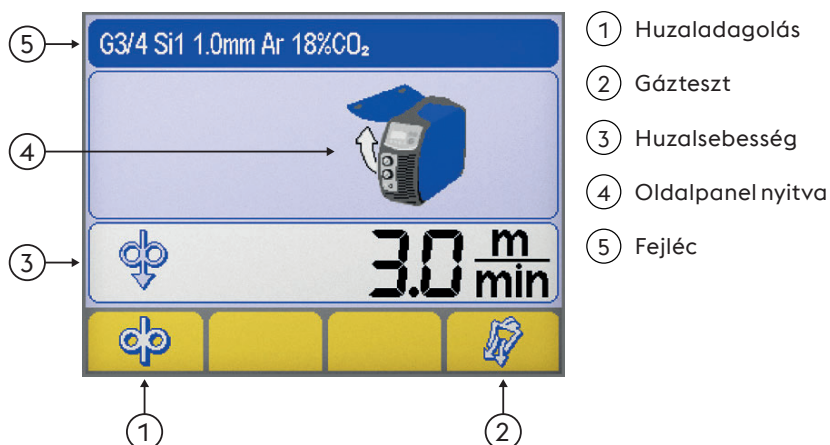 5
G3/4 Si1 1.0mm Ar 18%CO₂
4
3
3.0 m/min
1
2
1 Huzaladagolás
2 Gázteszt
3 Huzalsebesség
4 Oldalpanel nyitva
5 Fejléc